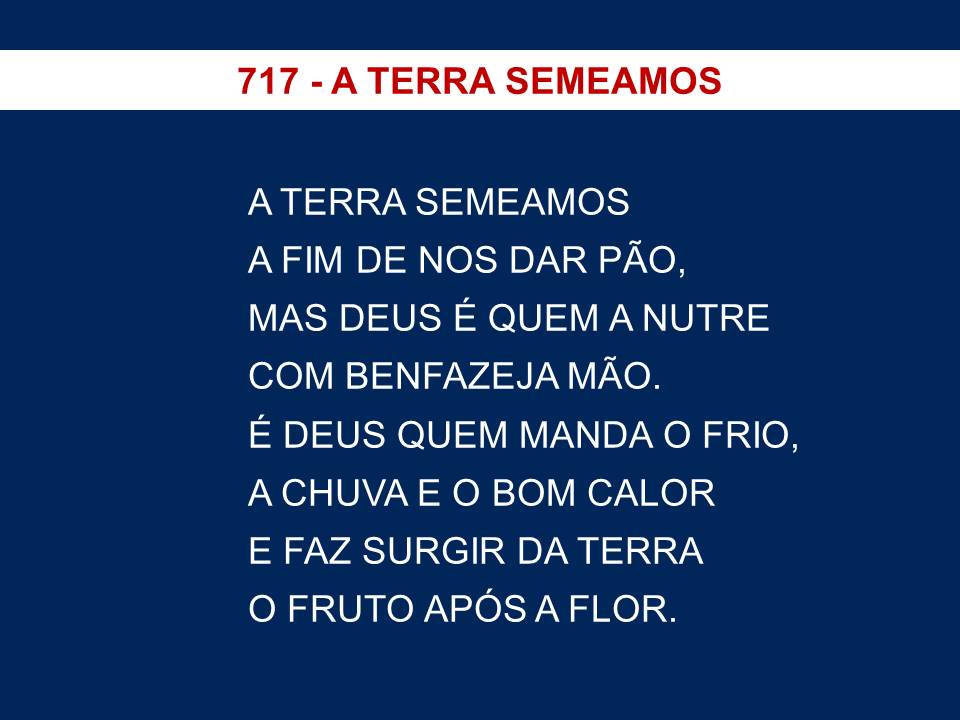 717 - A TERRA SEMEAMOS
A TERRA SEMEAMOS
A FIM DE NOS DAR PÃO,
MAS DEUS É QUEM A NUTRE
COM BENFAZEJA MÃO.
É DEUS QUEM MANDA O FRIO,
A CHUVA E O BOM CALOR
E FAZ SURGIR DA TERRA
O FRUTO APÓS A FLOR.